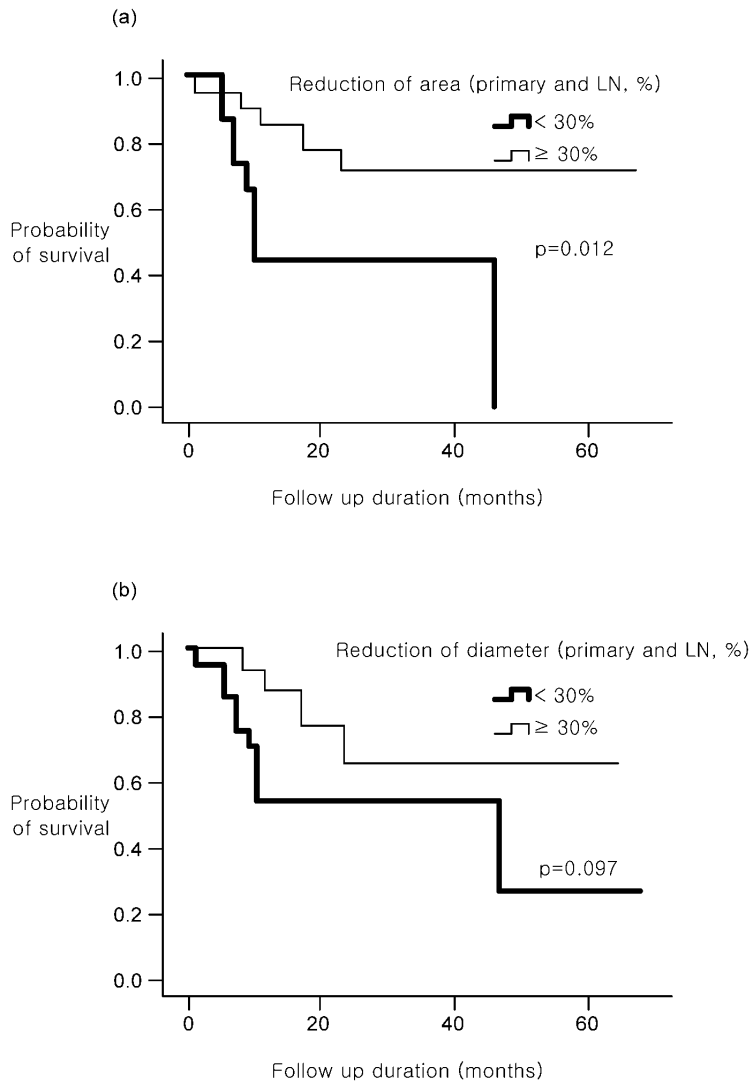 (a)
Reduction of area (primary and LN, %)
< 30%
≥ 30%
p=0.012
Probability
of survival
1.0
0.8
0.6
0.4
0.2
0.0
0 20 40 60
Follow up duration (months)
(b)
Reduction of diameter (primary and LN, %)
< 30%
≥ 30%
p=0.097
Probability
of survival
1.0
0.8
0.6
0.4
0.2
0.0
0 20 40 60
Follow up duration (months)